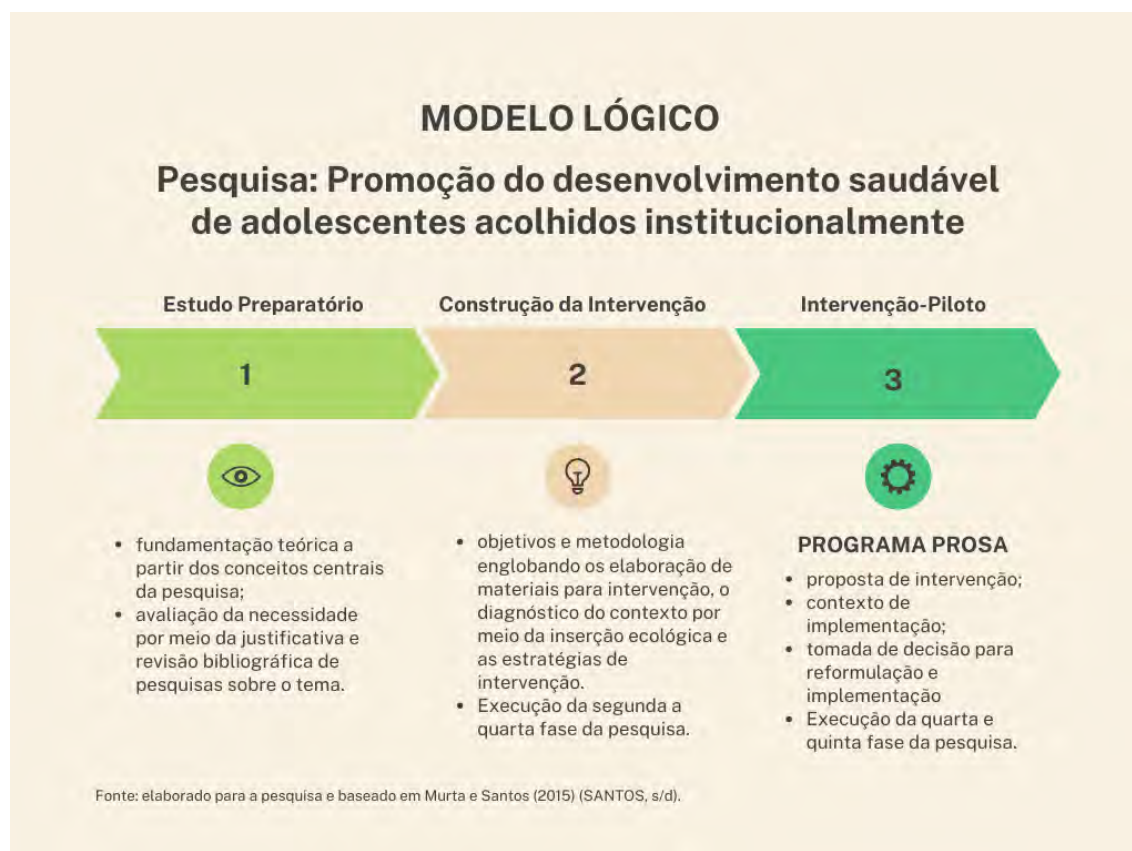 MODELO LÓGICO
Pesquisa: Promoção do desenvolvimento saudável
de adolescentes acolhidos institucionalmente
Estudo Preparatório
1
• fundamentação teórica a
partir dos conceitos centrais
da pesquisa;
• avaliação da necessidade
por meio da justificativa e
revisão bibliográfica de
pesquisas sobre o tema.
Construção da Intervenção
2
• objetivos e metodologia
englobando os elaboração de
materiais para intervenção, o
diagnóstico do contexto por
meio da inserção ecológica e
as estratégias de
intervenção.
• Execução da segunda a
quarta fase da pesquisa.
Intervenção-Piloto
3
PROGRAMA PROSA
• proposta de intervenção;
• contexto de
implementação;
• tomada de decisão para
reformulação e
implementação
• Execução da quarta e
quinta fase da pesquisa.
Fonte: elaborado para a pesquisa e baseado em Murta e Santos (2015) (SANTOS, s/d).